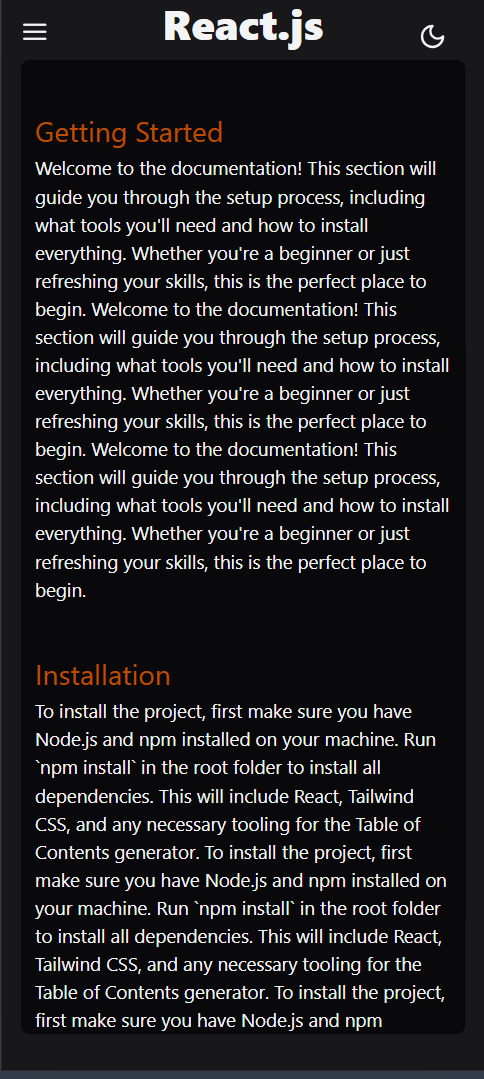 React.js
Getting Started
Welcome to the documentation! This section will
guide you through the setup process, including
what tools you'll need and how to install
everything. Whether you're a beginner or just
refreshing your skills, this is the perfect place to
begin. Welcome to the documentation! This
section will guide you through the setup process,
including what tools you'll need and how to install
everything. Whether you're a beginner or just
refreshing your skills, this is the perfect place to
begin. Welcome to the documentation! This
section will guide you through the setup process,
including what tools you'll need and how to install
everything. Whether you're a beginner or just
refreshing your skills, this is the perfect place to
begin.
Installation
To install the project, first make sure you have
Node.js and npm installed on your machine. Run
`npm install` in the root folder to install all
dependencies. This will include React, Tailwind
CSS, and any necessary tooling for the Table of
Contents generator. To install the project, first
make sure you have Node.js and npm installed on
your machine. Run `npm install` in the root folder
to install all dependencies. This will include React,
Tailwind CSS, and any necessary tooling for the
Table of Contents generator. To install the project,
first make sure you have Node.js and npm